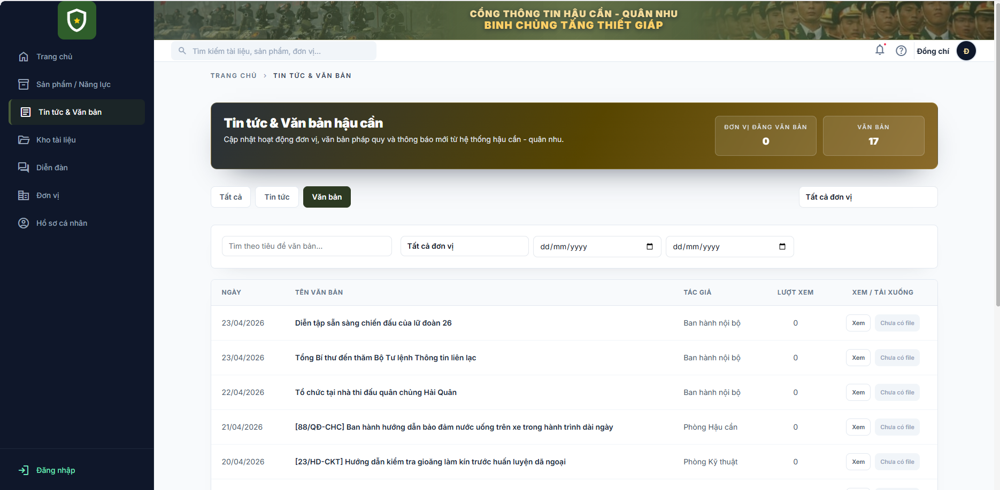 CỔNG THÔNG TIN HẬU CẦN - QUÂN NHU
BINH CHỦNG TĂNG THIẾT GIÁP
Trang chủ
Sản phẩm / Năng lực
Tin tức & Văn bản
Kho tài liệu
Diễn đàn
Đơn vị
Hồ sơ cá nhân
Đăng nhập
Tìm kiếm tài liệu, sản phẩm, đơn vị...
Đồng chí
Đ
TRANG CHỦ > TIN TỨC & VĂN BẢN
Tin tức & Văn bản hậu cần
Cập nhật hoạt động đơn vị, văn bản pháp quy và thông báo mới từ hệ thống hậu cần - quân nhu.
ĐƠN VỊ ĐĂNG VĂN BẢN
0
VĂN BẢN
17
Tất cả
Tin tức
Văn bản
Tất cả đơn vị
Tìm theo tiêu đề văn bản...
Tất cả đơn vị
dd/mm/yyyy
dd/mm/yyyy
NGÀY TÊN VĂN BẢN TÁC GIẢ LƯỢT XEM XEM / TẢI XUỐNG
23/04/2026 Diễn tập sẵn sàng chiến đấu của lữ đoàn 26 Ban hành nội bộ 0 Xem Chưa có file
23/04/2026 Tổng Bí thư đến thăm Bộ Tư lệnh Thông tin liên lạc Ban hành nội bộ 0 Xem Chưa có file
22/04/2026 Tổ chức tại nhà thi đấu quân chủng Hải Quân Ban hành nội bộ 0 Xem Chưa có file
21/04/2026 [88/QĐ-CHC] Ban hành hướng dẫn bảo đảm nước uống trên xe trong hành trình dài ngày Phòng Hậu cần 0 Xem Chưa có file
20/04/2026 [23/HD-CKT] Hướng dẫn kiểm tra gioăng làm kín trước huấn luyện dã ngoại Phòng Kỹ thuật 0 Xem Chưa có file